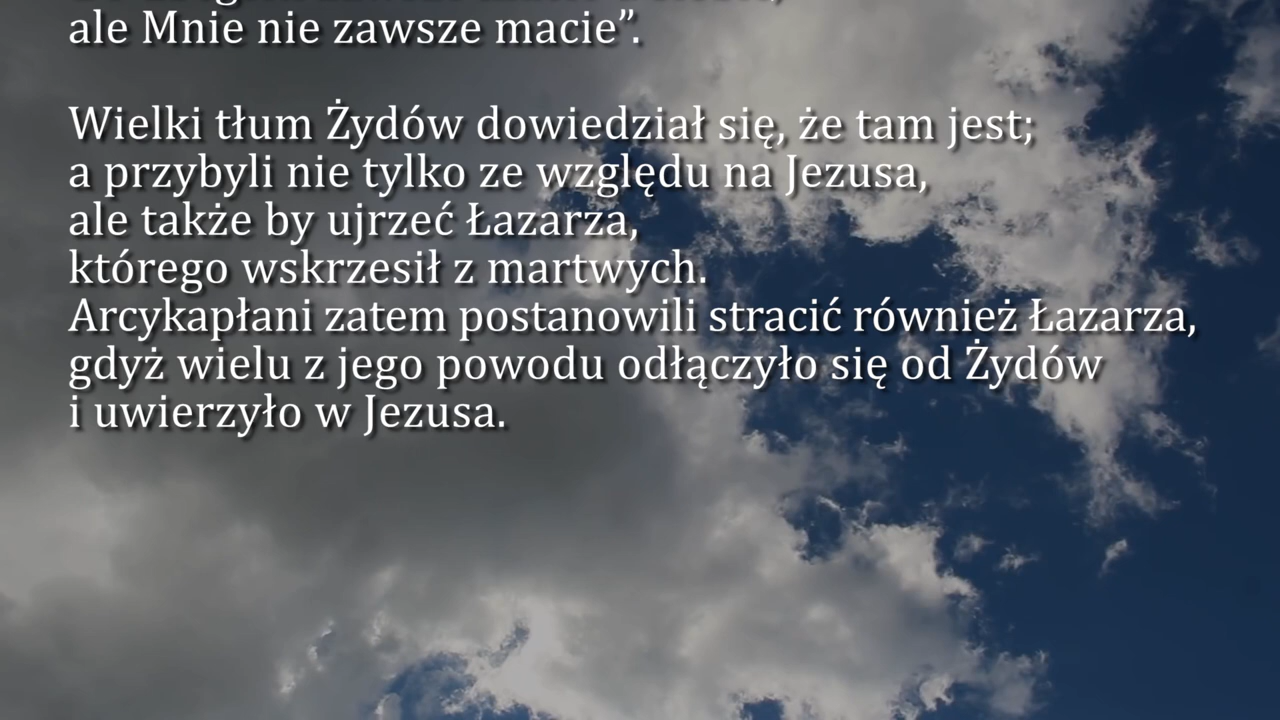 ale Mnie nie zawsze macie”.
Wielki tłum Żydów dowiedział się, że tam jest;
a przybyli nie tylko ze względu na Jezusa,
ale także by ujrzeć Łazarza,
którego wskrzesił z martwych.
Arcykapłani zatem postanowili stracić również Łazarza,
gdyż wielu z jego powodu odłączyło się od Żydów
i uwierzyło w Jezusa.